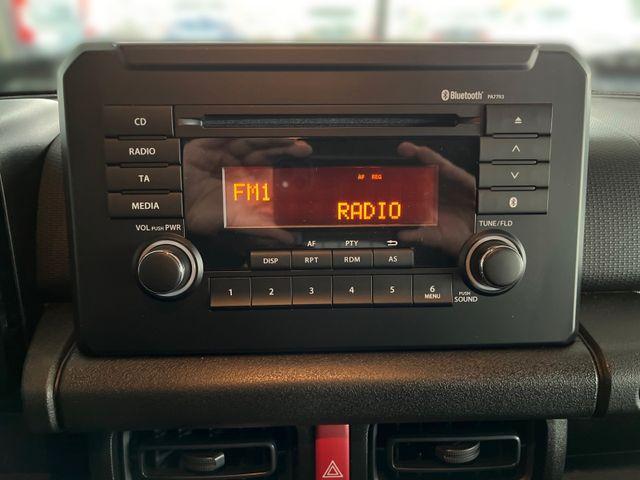 Bluetooth® PA77R3
CD
RADIO
TA
MEDIA
VOL PUSH PWR
AF REG
FM1
RADIO
TUNE/FLD
AF PTY
DISP RPT RDM AS
1 2 3 4 5 6
MENU
PUSH
SOUND